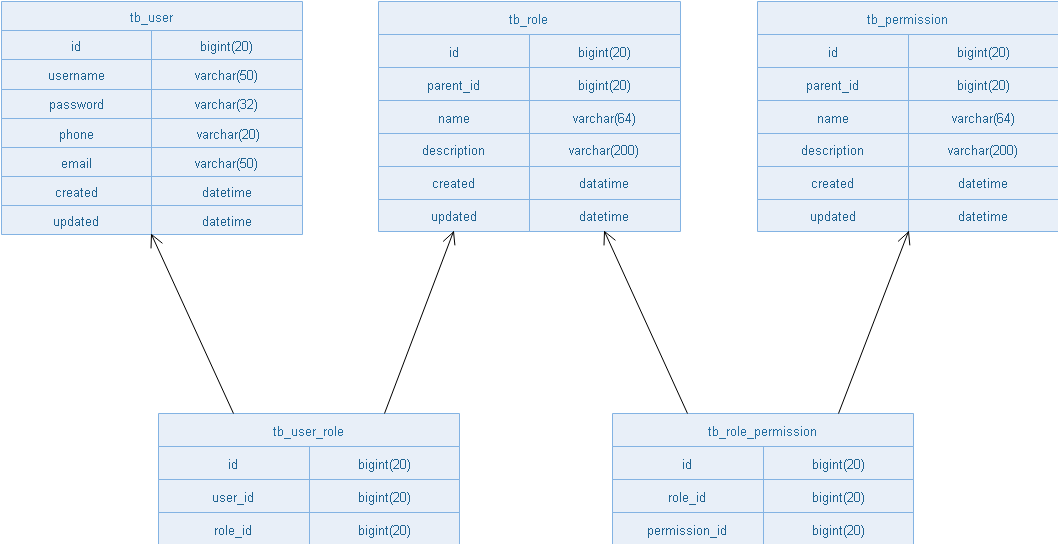 tb_user
id bigint(20)
username varchar(50)
password varchar(32)
phone varchar(20)
email varchar(50)
created datetime
updated datetime
tb_role
id bigint(20)
parent_id bigint(20)
name varchar(64)
description varchar(200)
created datatime
updated datetime
tb_permission
id bigint(20)
parent_id bigint(20)
name varchar(64)
description varchar(200)
created datetime
updated datetime
tb_user_role
id bigint(20)
user_id bigint(20)
role_id bigint(20)
tb_role_permission
id bigint(20)
role_id bigint(20)
permission_id bigint(20)